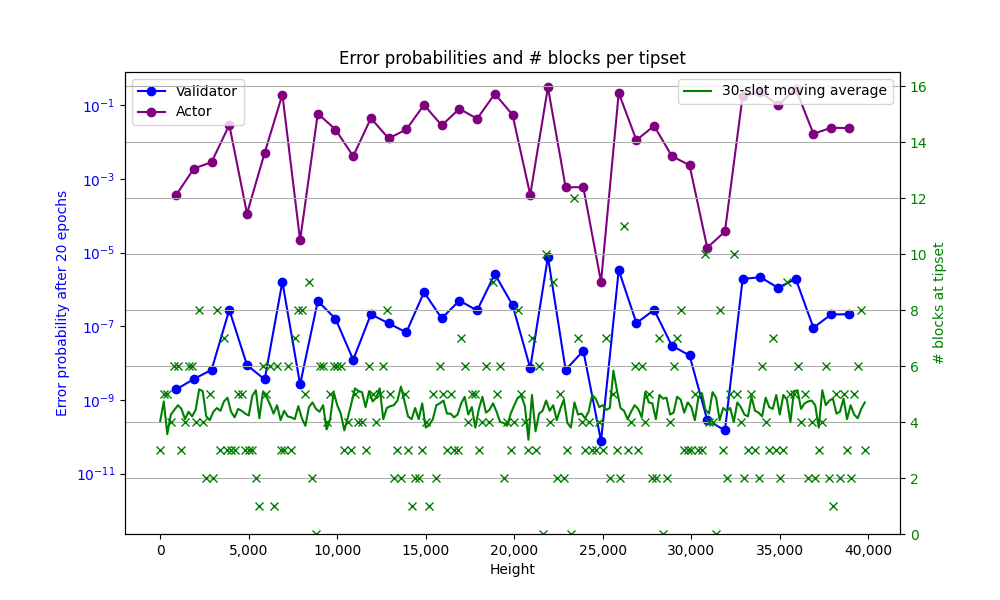 Error probabilities and # blocks per tipset
Validator
Actor
30-slot moving average
Error probability after 20 epochs
10⁻¹
10⁻³
10⁻⁵
10⁻⁷
10⁻⁹
10⁻¹¹
16
14
12
10
8
6
4
2
0
# blocks at tipset
0 5,000 10,000 15,000 20,000 25,000 30,000 35,000 40,000
Height